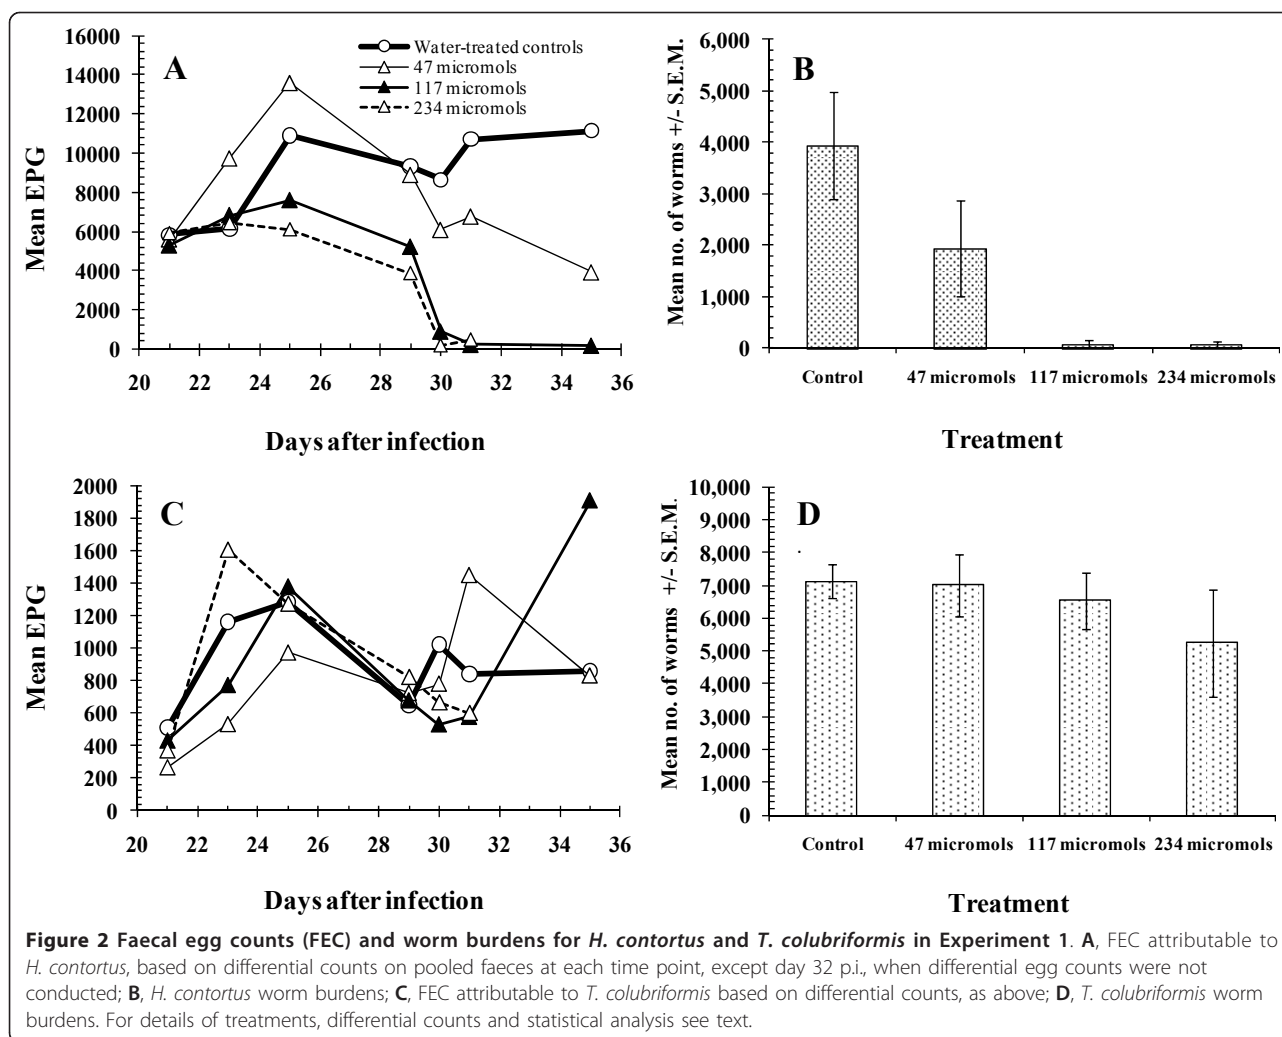 A
Mean EPG
16000
14000
12000
10000
8000
6000
4000
2000
0
20 22 24 26 28 30 32 34 36
Days after infection
Water-treated controls
47 micromols
117 micromols
234 micromols
B
Mean no. of worms +/- S.E.M.
6,000
5,000
4,000
3,000
2,000
1,000
0
Control 47 micromols 117 micromols 234 micromols
Treatment
C
Mean EPG
2000
1800
1600
1400
1200
1000
800
600
400
200
0
20 22 24 26 28 30 32 34 36
Days after infection
D
Mean no. of worms +/- S.E.M.
10,000
9,000
8,000
7,000
6,000
5,000
4,000
3,000
2,000
1,000
0
Control 47 micromols 117 micromols 234 micromols
Treatment
Figure 2 Faecal egg counts (FEC) and worm burdens for H. contortus and T. colubriformis in Experiment 1. A, FEC attributable to
H. contortus, based on differential counts on pooled faeces at each time point, except day 32 p.i., when differential egg counts were not
conducted; B, H. contortus worm burdens; C, FEC attributable to T. colubriformis based on differential counts, as above; D, T. colubriformis worm
burdens. For details of treatments, differential counts and statistical analysis see text.